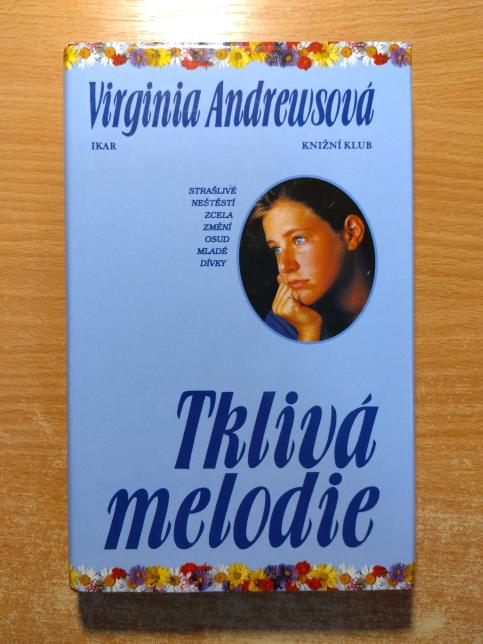 Virginia Andrewsová
IKAR KNIŽNÍ KLUB
STRAŠLIVÉ
NEŠTĚSTÍ
ZCELA
ZMĚNÍ
OSUD
MLADÉ
DÍVKY
Tklivá
melodie